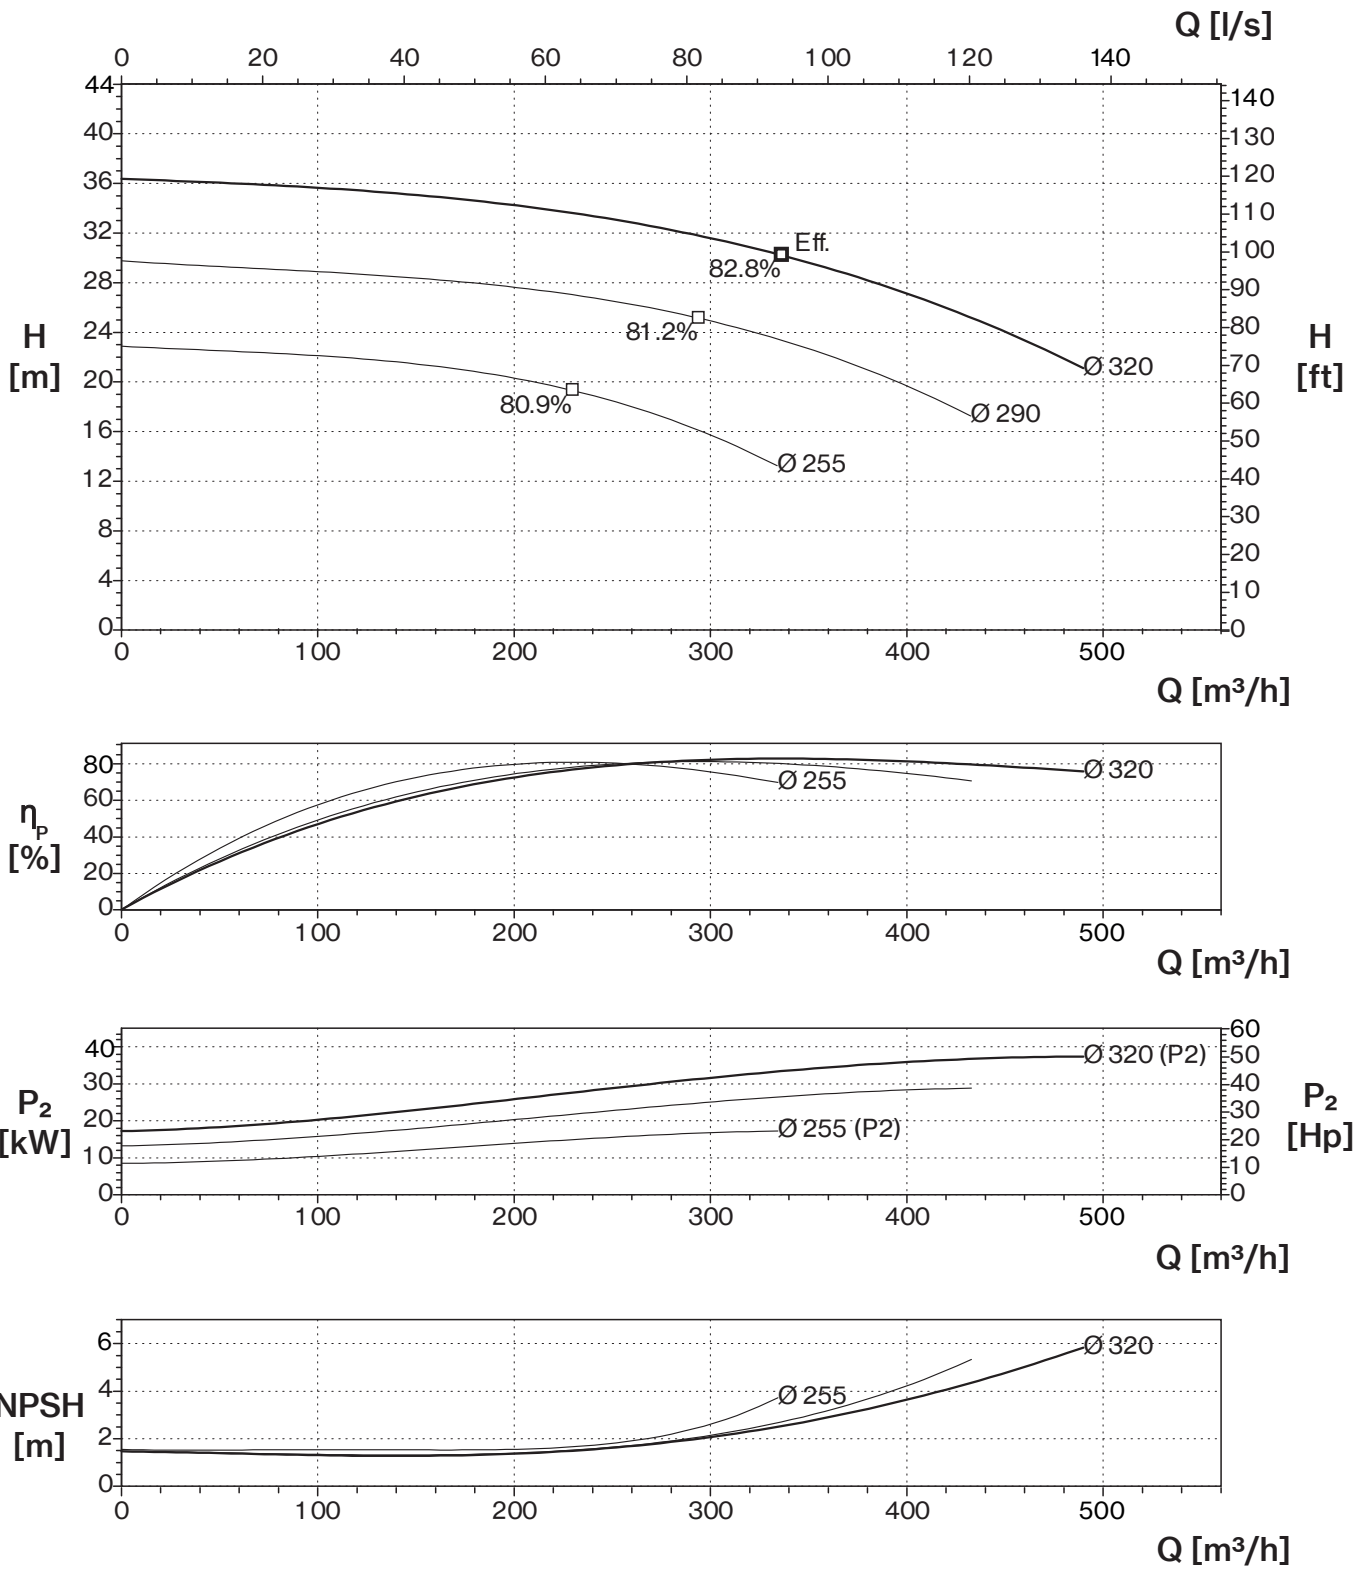 Q [l/s]
0 20 40 60 80 100 120 140
44 140
40 130
36 120
110
32 Eff. 100
82.8%
28 90
H 24 81.2% 80 H
[m] 20 Ø 320 70 [ft]
80.9% 60
Ø 290
16 50
Ø 255
12 40
30
8 20
4 10
0 0
0 100 200 300 400 500
Q [m³/h]
80 Ø 320
Ø 255
60
ηP 40
[%] 20
0
0 100 200 300 400 500
Q [m³/h]
60
40 Ø 320 (P2) 50
30 40
P₂ 20 30 P₂
Ø 255 (P2) 20
[kW] 10 10 [Hp]
0 0
0 100 200 300 400 500
Q [m³/h]
6 Ø 320
4 Ø 255
NPSH
[m] 2
0
0 100 200 300 400 500
Q [m³/h]